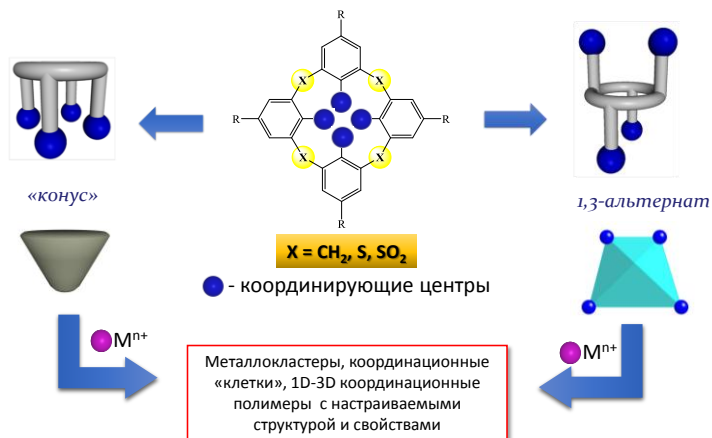 R
X
X
R
R
X
X
R
«конус»
1,3-альтернат
X = CH₂, S, SO₂
- координирующие центры
Mⁿ⁺
Mⁿ⁺
Металлокластеры, координационные
«клетки», 1D-3D координационные
полимеры с настраиваемыми
структурой и свойствами